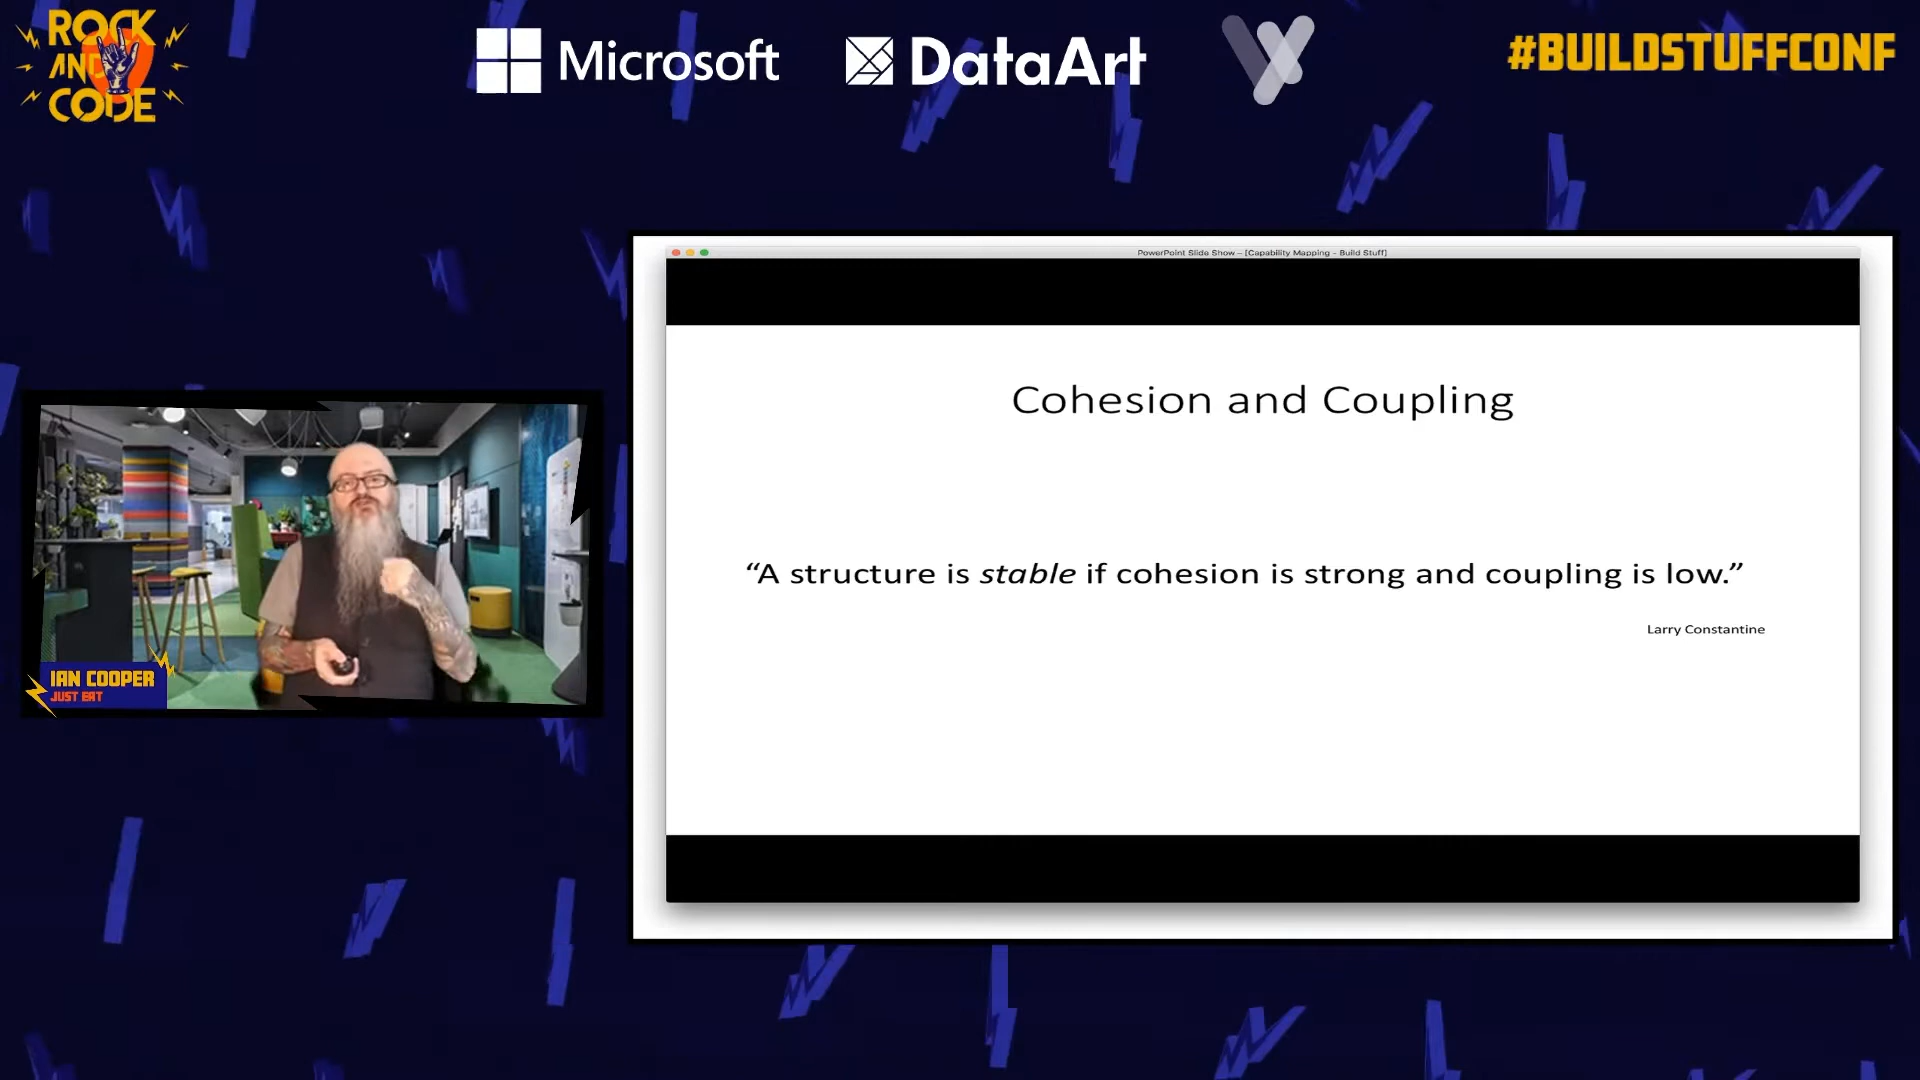 ROCK
AND
CODE
Microsoft
DataArt
#BUILDSTUFFCONF
PowerPoint Slide Show – [Capability Mapping - Build Stuff]
Cohesion and Coupling
“A structure is stable if cohesion is strong and coupling is low.”
Larry Constantine
IAN COOPER
JUST EAT